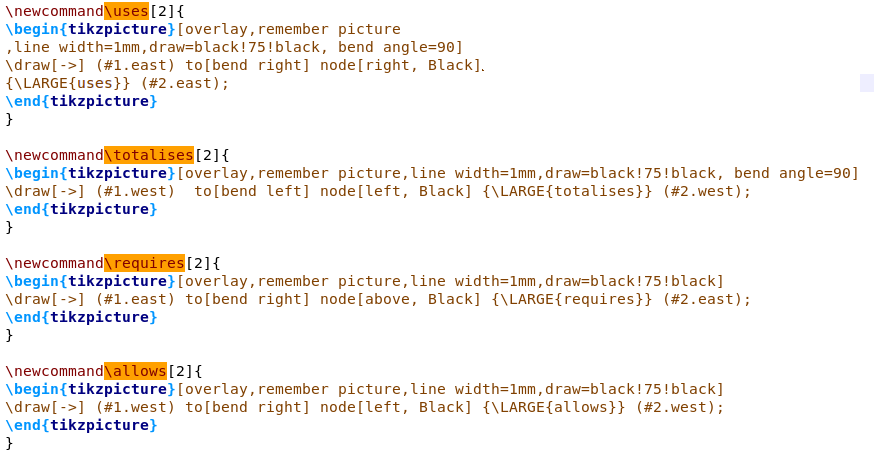 \newcommand\uses[2]{
\begin{tikzpicture}[overlay,remember picture
,line width=1mm,draw=black!75!black, bend angle=90]
\draw[->] (#1.east) to[bend right] node[right, Black]
{\LARGE{uses}} (#2.east);
\end{tikzpicture}
}

\newcommand\totalises[2]{
\begin{tikzpicture}[overlay,remember picture,line width=1mm,draw=black!75!black, bend angle=90]
\draw[->] (#1.west)  to[bend left] node[left, Black] {\LARGE{totalises}} (#2.west);
\end{tikzpicture}
}

\newcommand\requires[2]{
\begin{tikzpicture}[overlay,remember picture,line width=1mm,draw=black!75!black]
\draw[->] (#1.east) to[bend right] node[above, Black] {\LARGE{requires}} (#2.east);
\end{tikzpicture}
}

\newcommand\allows[2]{
\begin{tikzpicture}[overlay,remember picture,line width=1mm,draw=black!75!black]
\draw[->] (#1.west) to[bend right] node[left, Black] {\LARGE{allows}} (#2.west);
\end{tikzpicture}
}